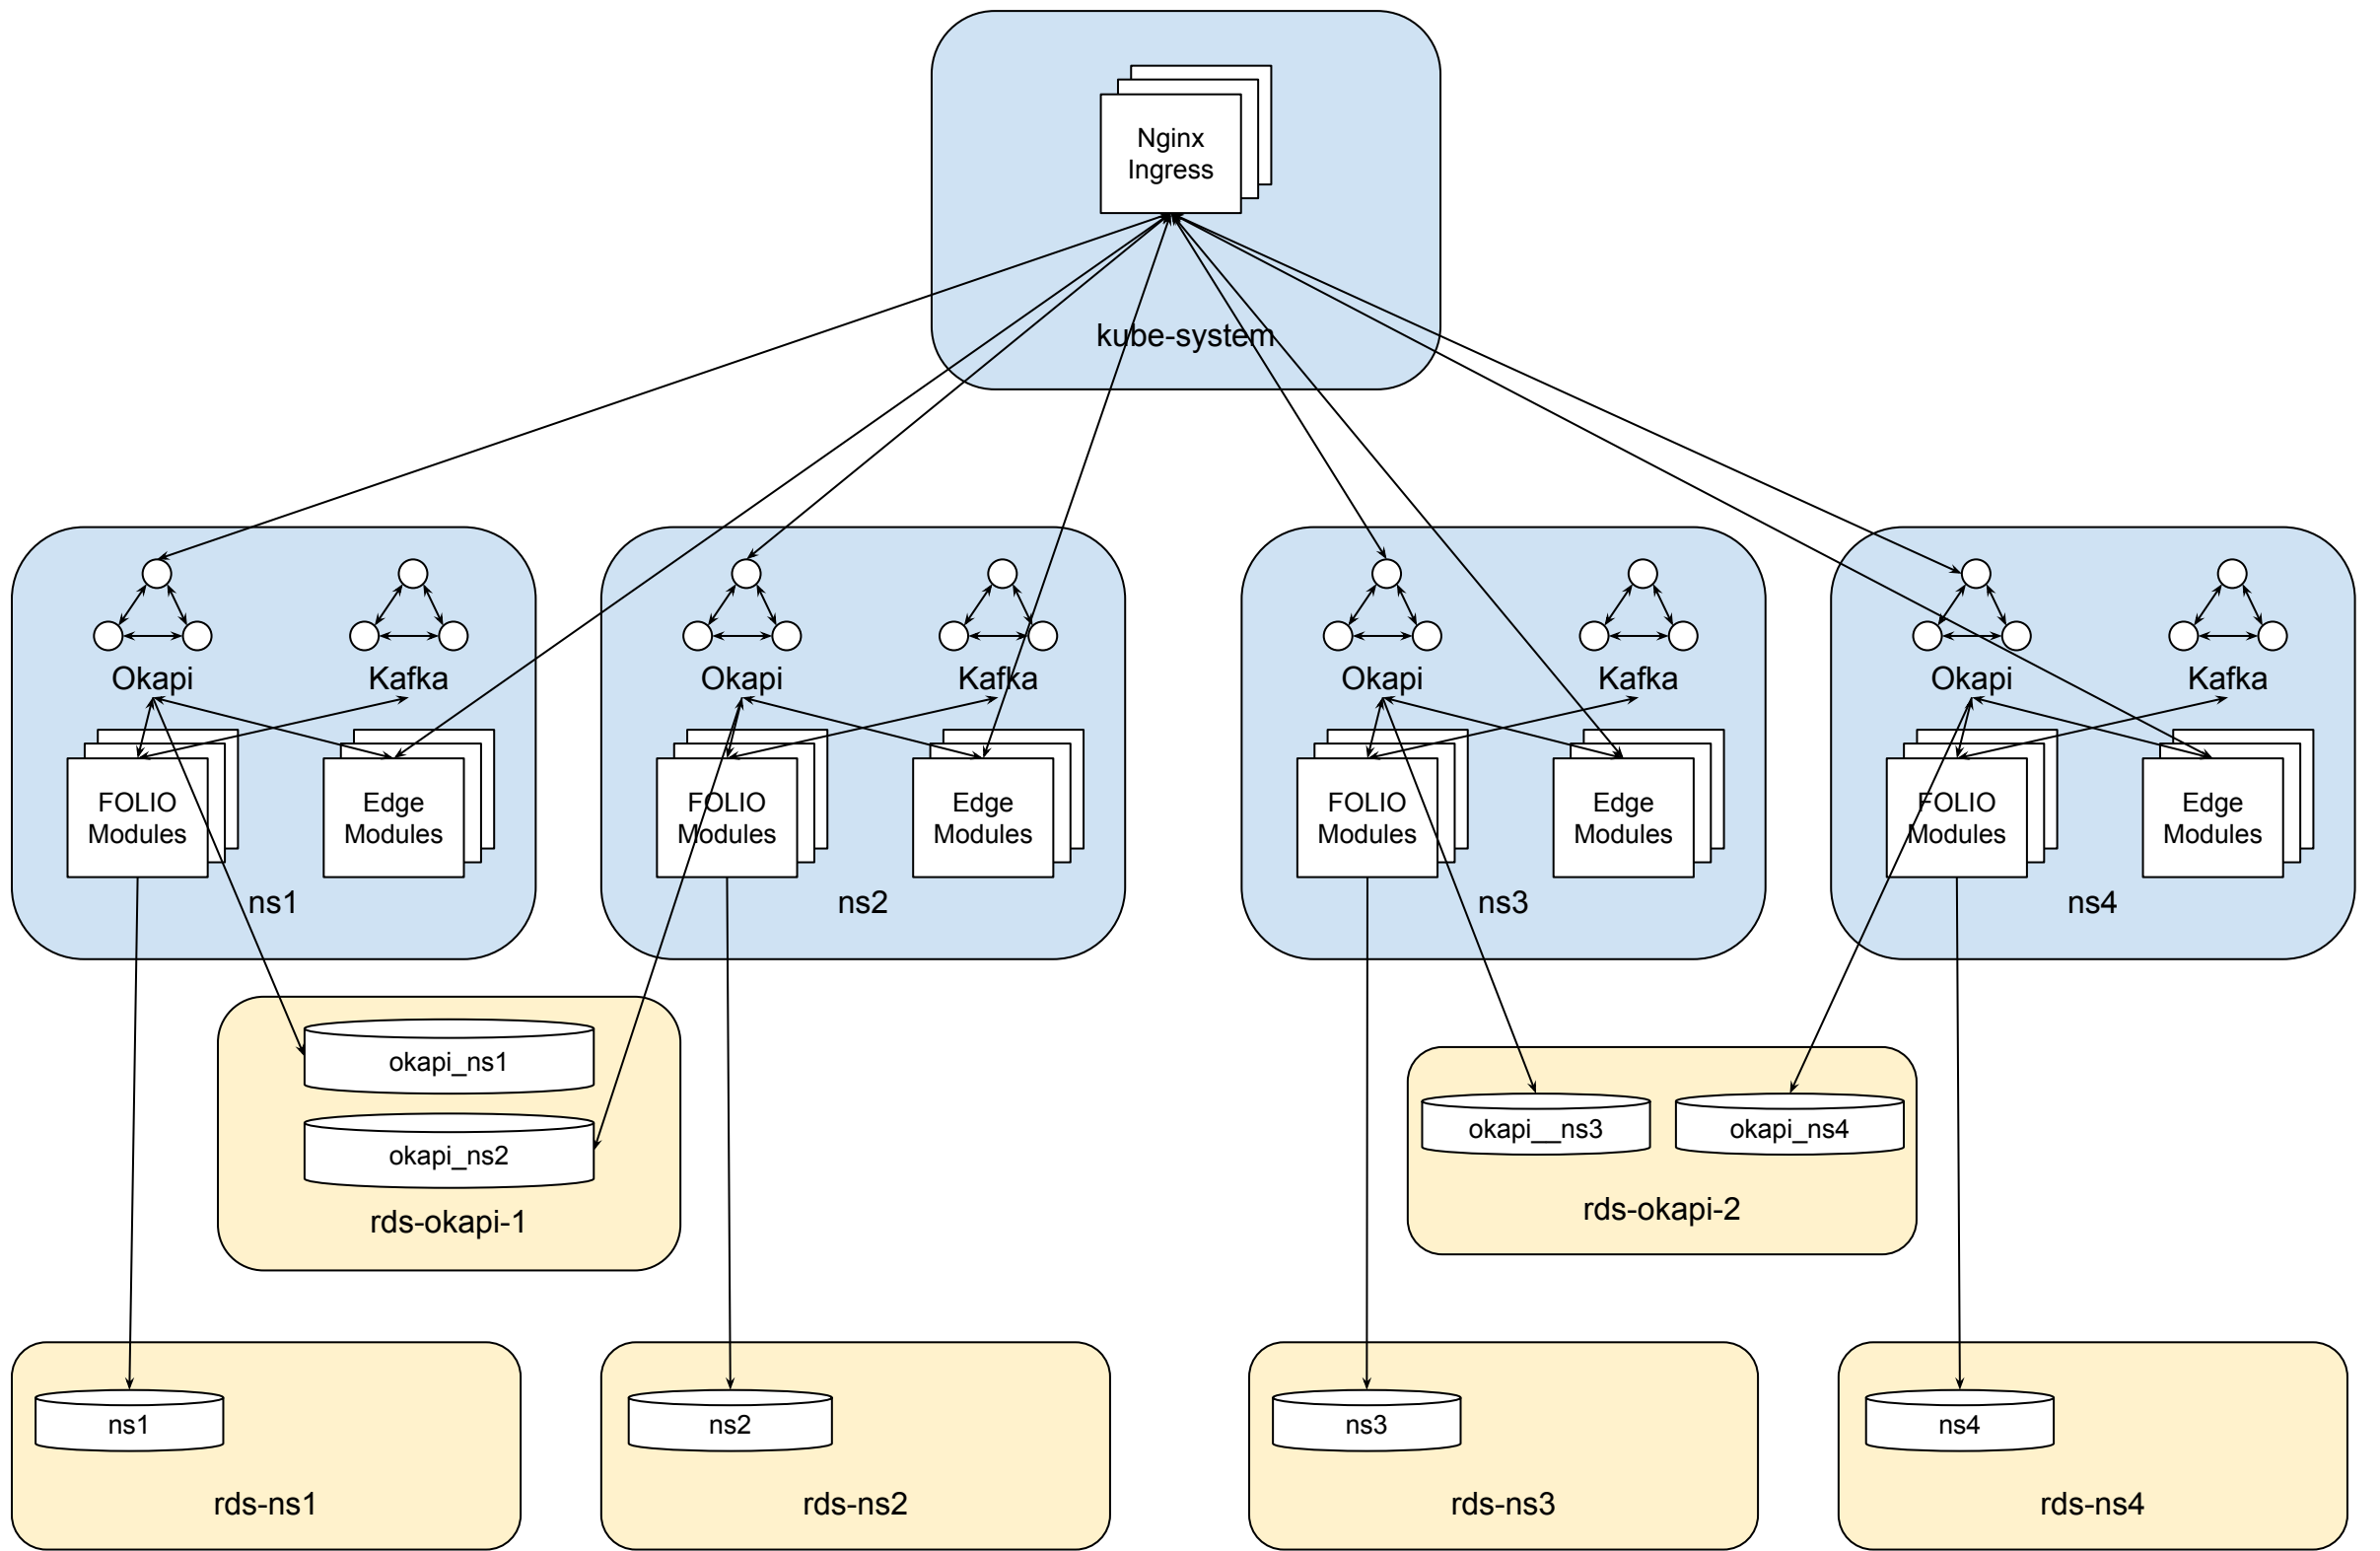 Nginx
Ingress
kube-system
Okapi
Kafka
FOLIO
Modules
Edge
Modules
ns1
Okapi
Kafka
FOLIO
Modules
Edge
Modules
ns2
Okapi
Kafka
FOLIO
Modules
Edge
Modules
ns3
Okapi
Kafka
FOLIO
Modules
Edge
Modules
ns4
okapi_ns1
okapi_ns2
rds-okapi-1
okapi__ns3
okapi_ns4
rds-okapi-2
ns1
rds-ns1
ns2
rds-ns2
ns3
rds-ns3
ns4
rds-ns4